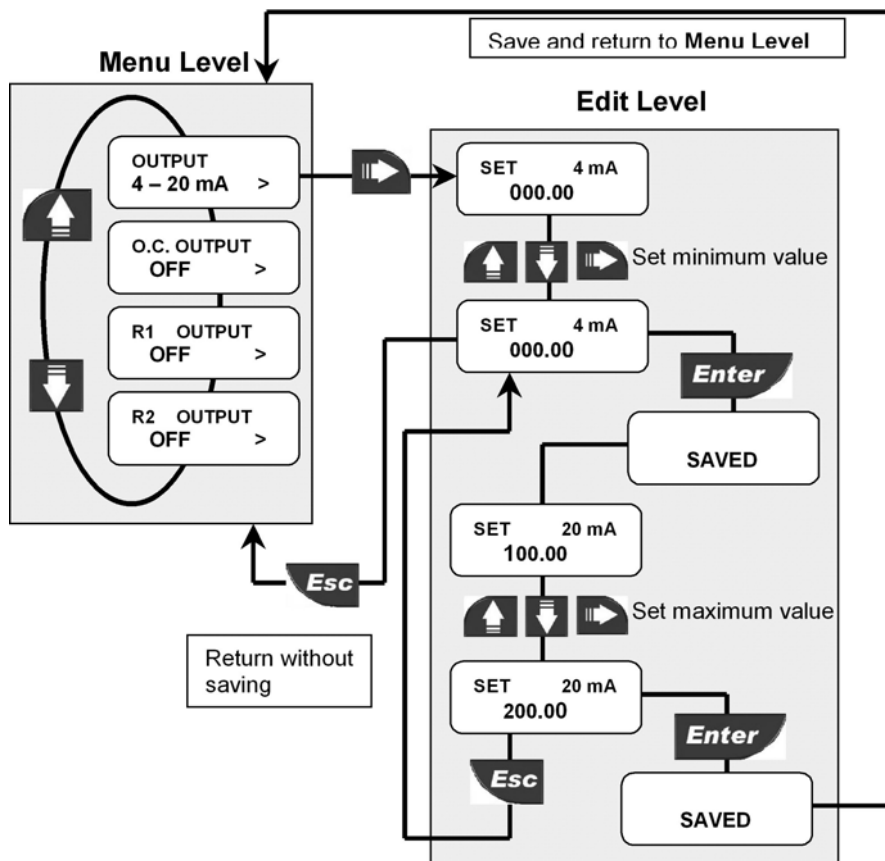 Save and return to Menu Level
Menu Level
OUTPUT
4 – 20 mA >
O.C. OUTPUT
OFF >
R1 OUTPUT
OFF >
R2 OUTPUT
OFF >
Edit Level
SET 4 mA
000.00
Set minimum value
SET 4 mA
000.00
Enter
SAVED
Esc
Return without
saving
SET 20 mA
100.00
Set maximum value
SET 20 mA
200.00
Enter
Esc
SAVED